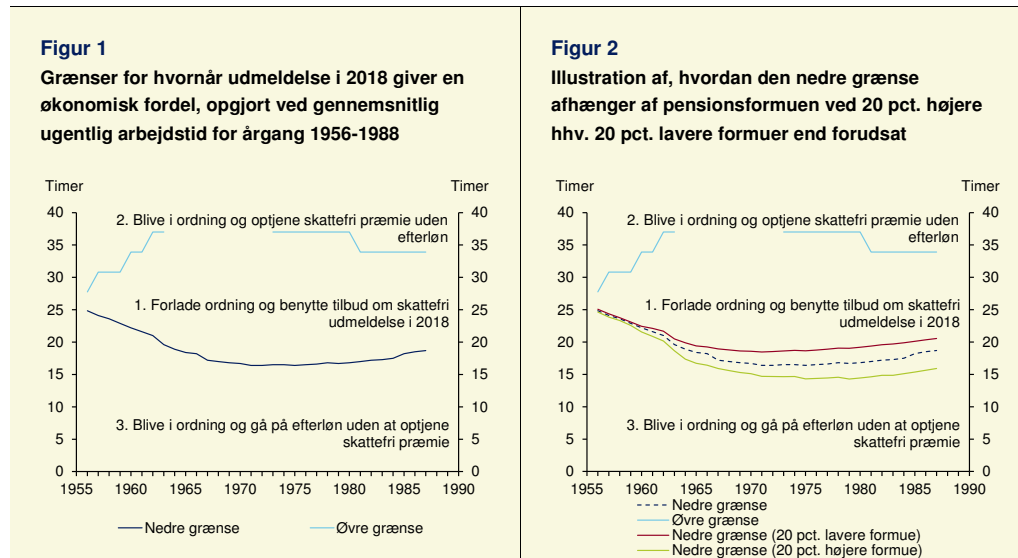 Figur 1
Grænser for hvornår udmeldelse i 2018 giver en
økonomisk fordel, opgjort ved gennemsnitlig
ugentlig arbejdstid for årgang 1956-1988
Timer
Timer
40
35
30
25
20
15
10
5
0
2. Blive i ordning og optjene skattefri præmie uden
efterløn
1. Forlade ordning og benytte tilbud om skattefri
udmeldelse i 2018
3. Blive i ordning og gå på efterløn uden at optjene
skattefri præmie
40
35
30
25
20
15
10
5
0
1955 1960 1965 1970 1975 1980 1985 1990
Nedre grænse
Øvre grænse
Figur 2
Illustration af, hvordan den nedre grænse
afhænger af pensionsformuen ved 20 pct. højere
hhv. 20 pct. lavere formuer end forudsat
Timer
Timer
40
35
30
25
20
15
10
5
0
2. Blive i ordning og optjene skattefri præmie uden
efterløn
1. Forlade ordning og benytte tilbud om skattefri
udmeldelse i 2018
3. Blive i ordning og gå på efterløn uden at optjene
skattefri præmie
40
35
30
25
20
15
10
5
0
1955 1960 1965 1970 1975 1980 1985 1990
Nedre grænse
Øvre grænse
Nedre grænse (20 pct. lavere formue)
Nedre grænse (20 pct. højere formue)